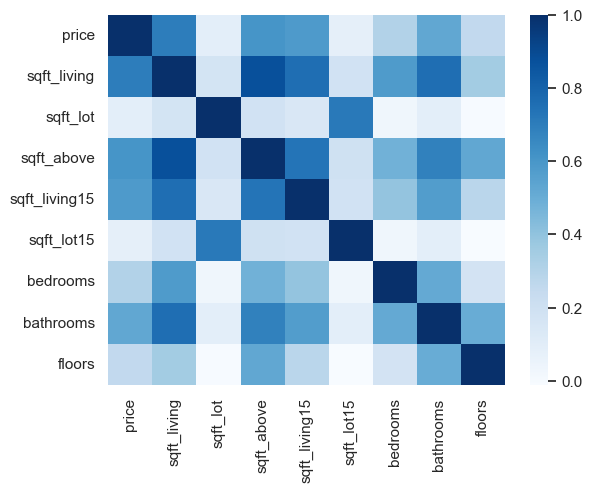 price
sqft_living
sqft_lot
sqft_above
sqft_living15
sqft_lot15
bedrooms
bathrooms
floors
price
sqft_living
sqft_lot
sqft_above
sqft_living15
sqft_lot15
bedrooms
bathrooms
floors
1.0
0.8
0.6
0.4
0.2
0.0